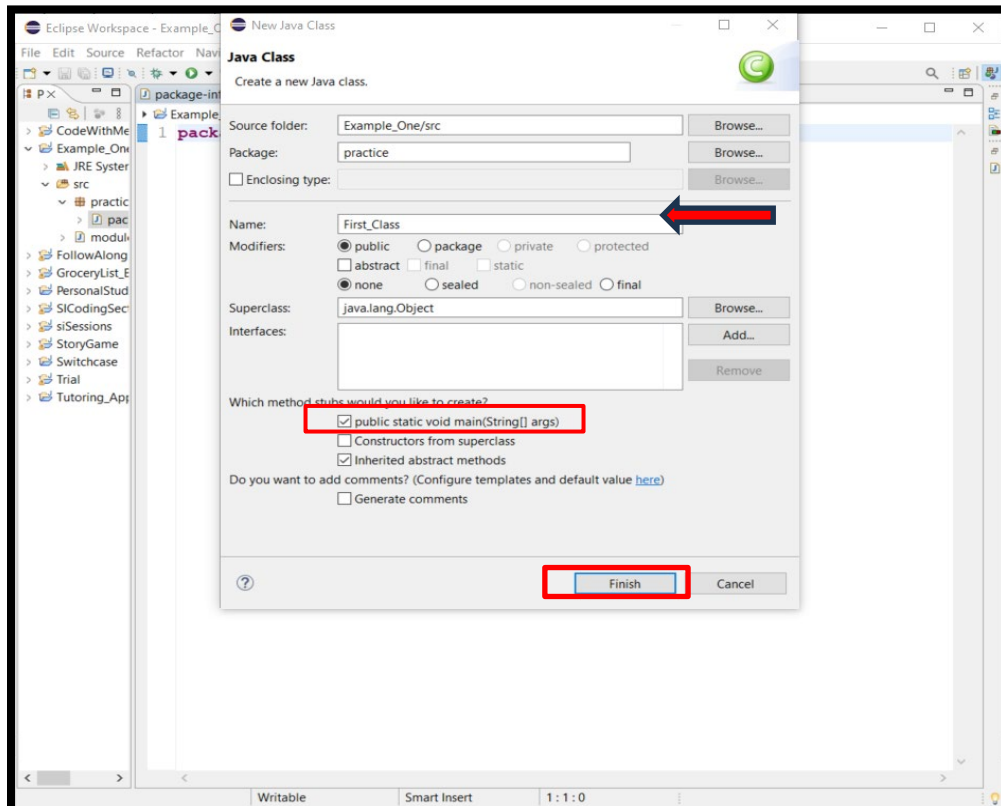 Eclipse Workspace - Example_O
File Edit Source Refactor Navi
P
package-in
CodeWithMe
Example_One
JRE Syster
src
practic
pac
module
FollowAlong
GroceryList_E
PersonalStud
SICodingSect
siSessions
StoryGame
Switchcase
Trial
Tutoring_App
Example_
1 pack
New Java Class
Java Class
Create a new Java class.
Source folder: Example_One/src Browse...
Package: practice Browse...
Enclosing type: Browse...
Name: First_Class
Modifiers: public package private protected
abstract final static
none sealed non-sealed final
Superclass: java.lang.Object Browse...
Interfaces: Add...
Remove
Which method stubs would you like to create?
public static void main(String[] args)
Constructors from superclass
Inherited abstract methods
Do you want to add comments? (Configure templates and default value here)
Generate comments
? Finish Cancel
Writable Smart Insert 1 : 1 : 0